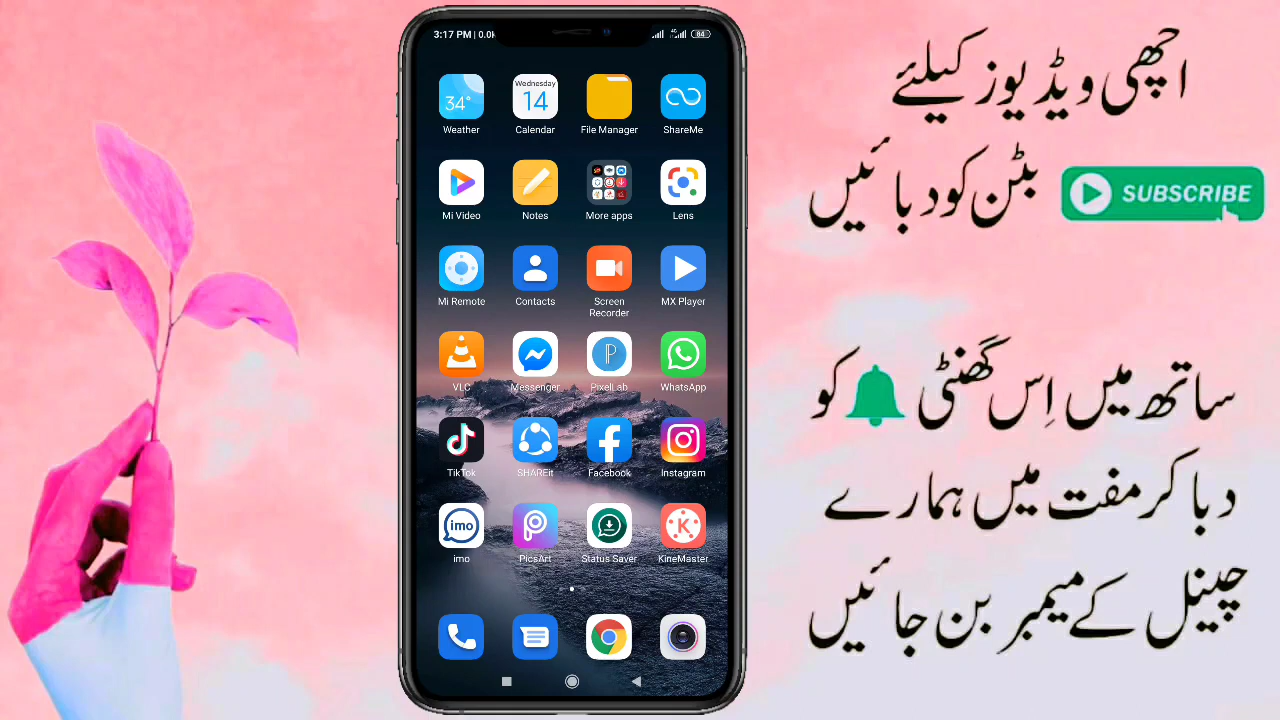 3:17 PM | 0.0K
84
34°
Wednesday
14
Weather
Calendar
File Manager
ShareMe
Mi Video
Notes
More apps
Lens
Mi Remote
Contacts
Screen
Recorder
MX Player
VLC
Messenger
PixelLab
WhatsApp
TikTok
SHAREit
Facebook
Instagram
imo
imo
PicsArt
Status Saver
KineMaster
اچھی ویڈیوز کیلئے
SUBSCRIBE بٹن کو دبائیں
ساتھ میں اِس گھنٹی کو
دبا کر مفت میں ہمارے
چینل کے میمبر بن جائیں